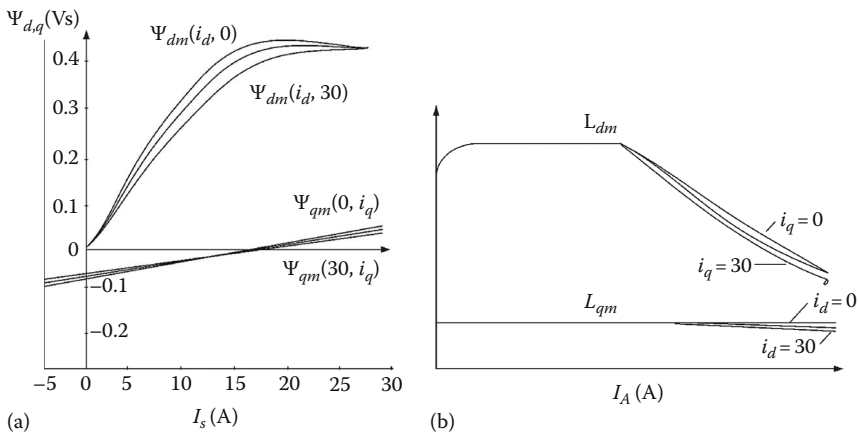 Ψd,q (Vs)
(a)
0.4
0.3
0.2
0.1
0
−0.1
−0.2
Ψdm(id, 0)
Ψdm(id, 30)
Ψqm(0, iq)
Ψqm(30, iq)
−5 0 5 10 15 20 25 30
Is (A)
(a)
Ldm
iq = 0
iq = 30
Lqm
id = 0
id = 30
IA (A)
(b)